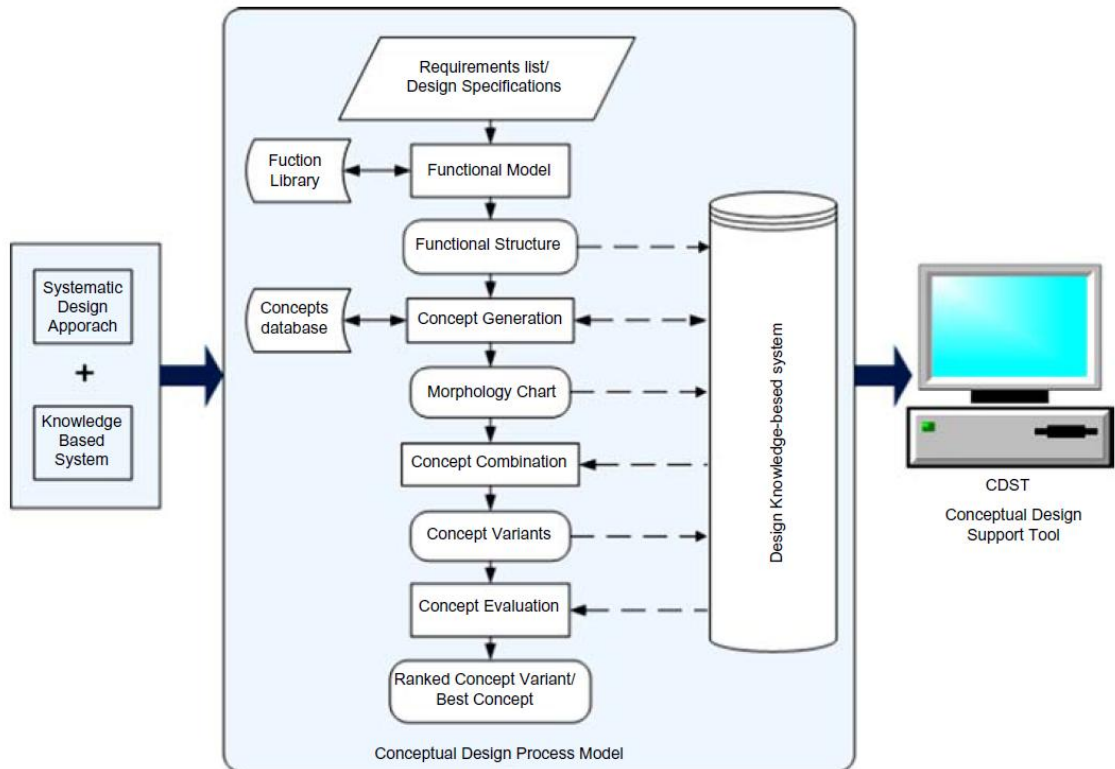 Systematic
Design
Apporach
+
Knowledge
Based
System
Requirements list/
Design Specifications
Fuction
Library
Functional Model
Functional Structure
Concepts
database
Concept Generation
Morphology Chart
Concept Combination
Concept Variants
Concept Evaluation
Ranked Concept Variant/
Best Concept
Conceptual Design Process Model
Design Knowledge-based system
CDST
Conceptual Design
Support Tool